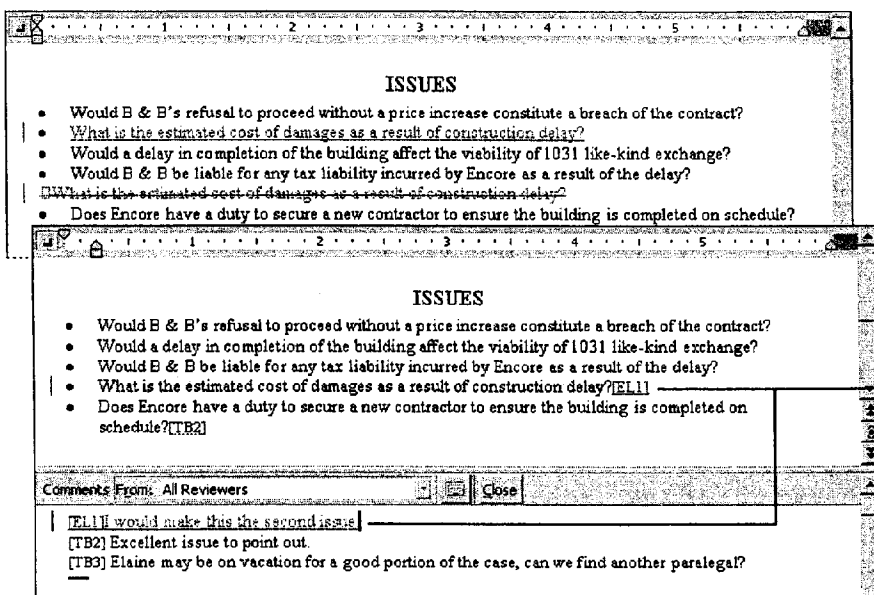 1 2 3 4 5
ISSUES
• Would B & B's refusal to proceed without a price increase constitute a breach of the contract?
• What is the estimated cost of damages as a result of construction delay?
• Would a delay in completion of the building affect the viability of 1031 like-kind exchange?
• Would B & B be liable for any tax liability incurred by Encore as a result of the delay?
What is the estimated cost of damages as a result of construction delay?
• Does Encore have a duty to secure a new contractor to ensure the building is completed on schedule?
1 2 3 4 5
ISSUES
• Would B & B's refusal to proceed without a price increase constitute a breach of the contract?
• Would a delay in completion of the building affect the viability of 1031 like-kind exchange?
• Would B & B be liable for any tax liability incurred by Encore as a result of the delay?
• What is the estimated cost of damages as a result of construction delay?[EL1]
• Does Encore have a duty to secure a new contractor to ensure the building is completed on
schedule?[TB2]
Comments From: All Reviewers Close
[EL1]I would make this the second issue
[TB2] Excellent issue to point out.
[TB3] Elaine may be on vacation for a good portion of the case, can we find another paralegal?